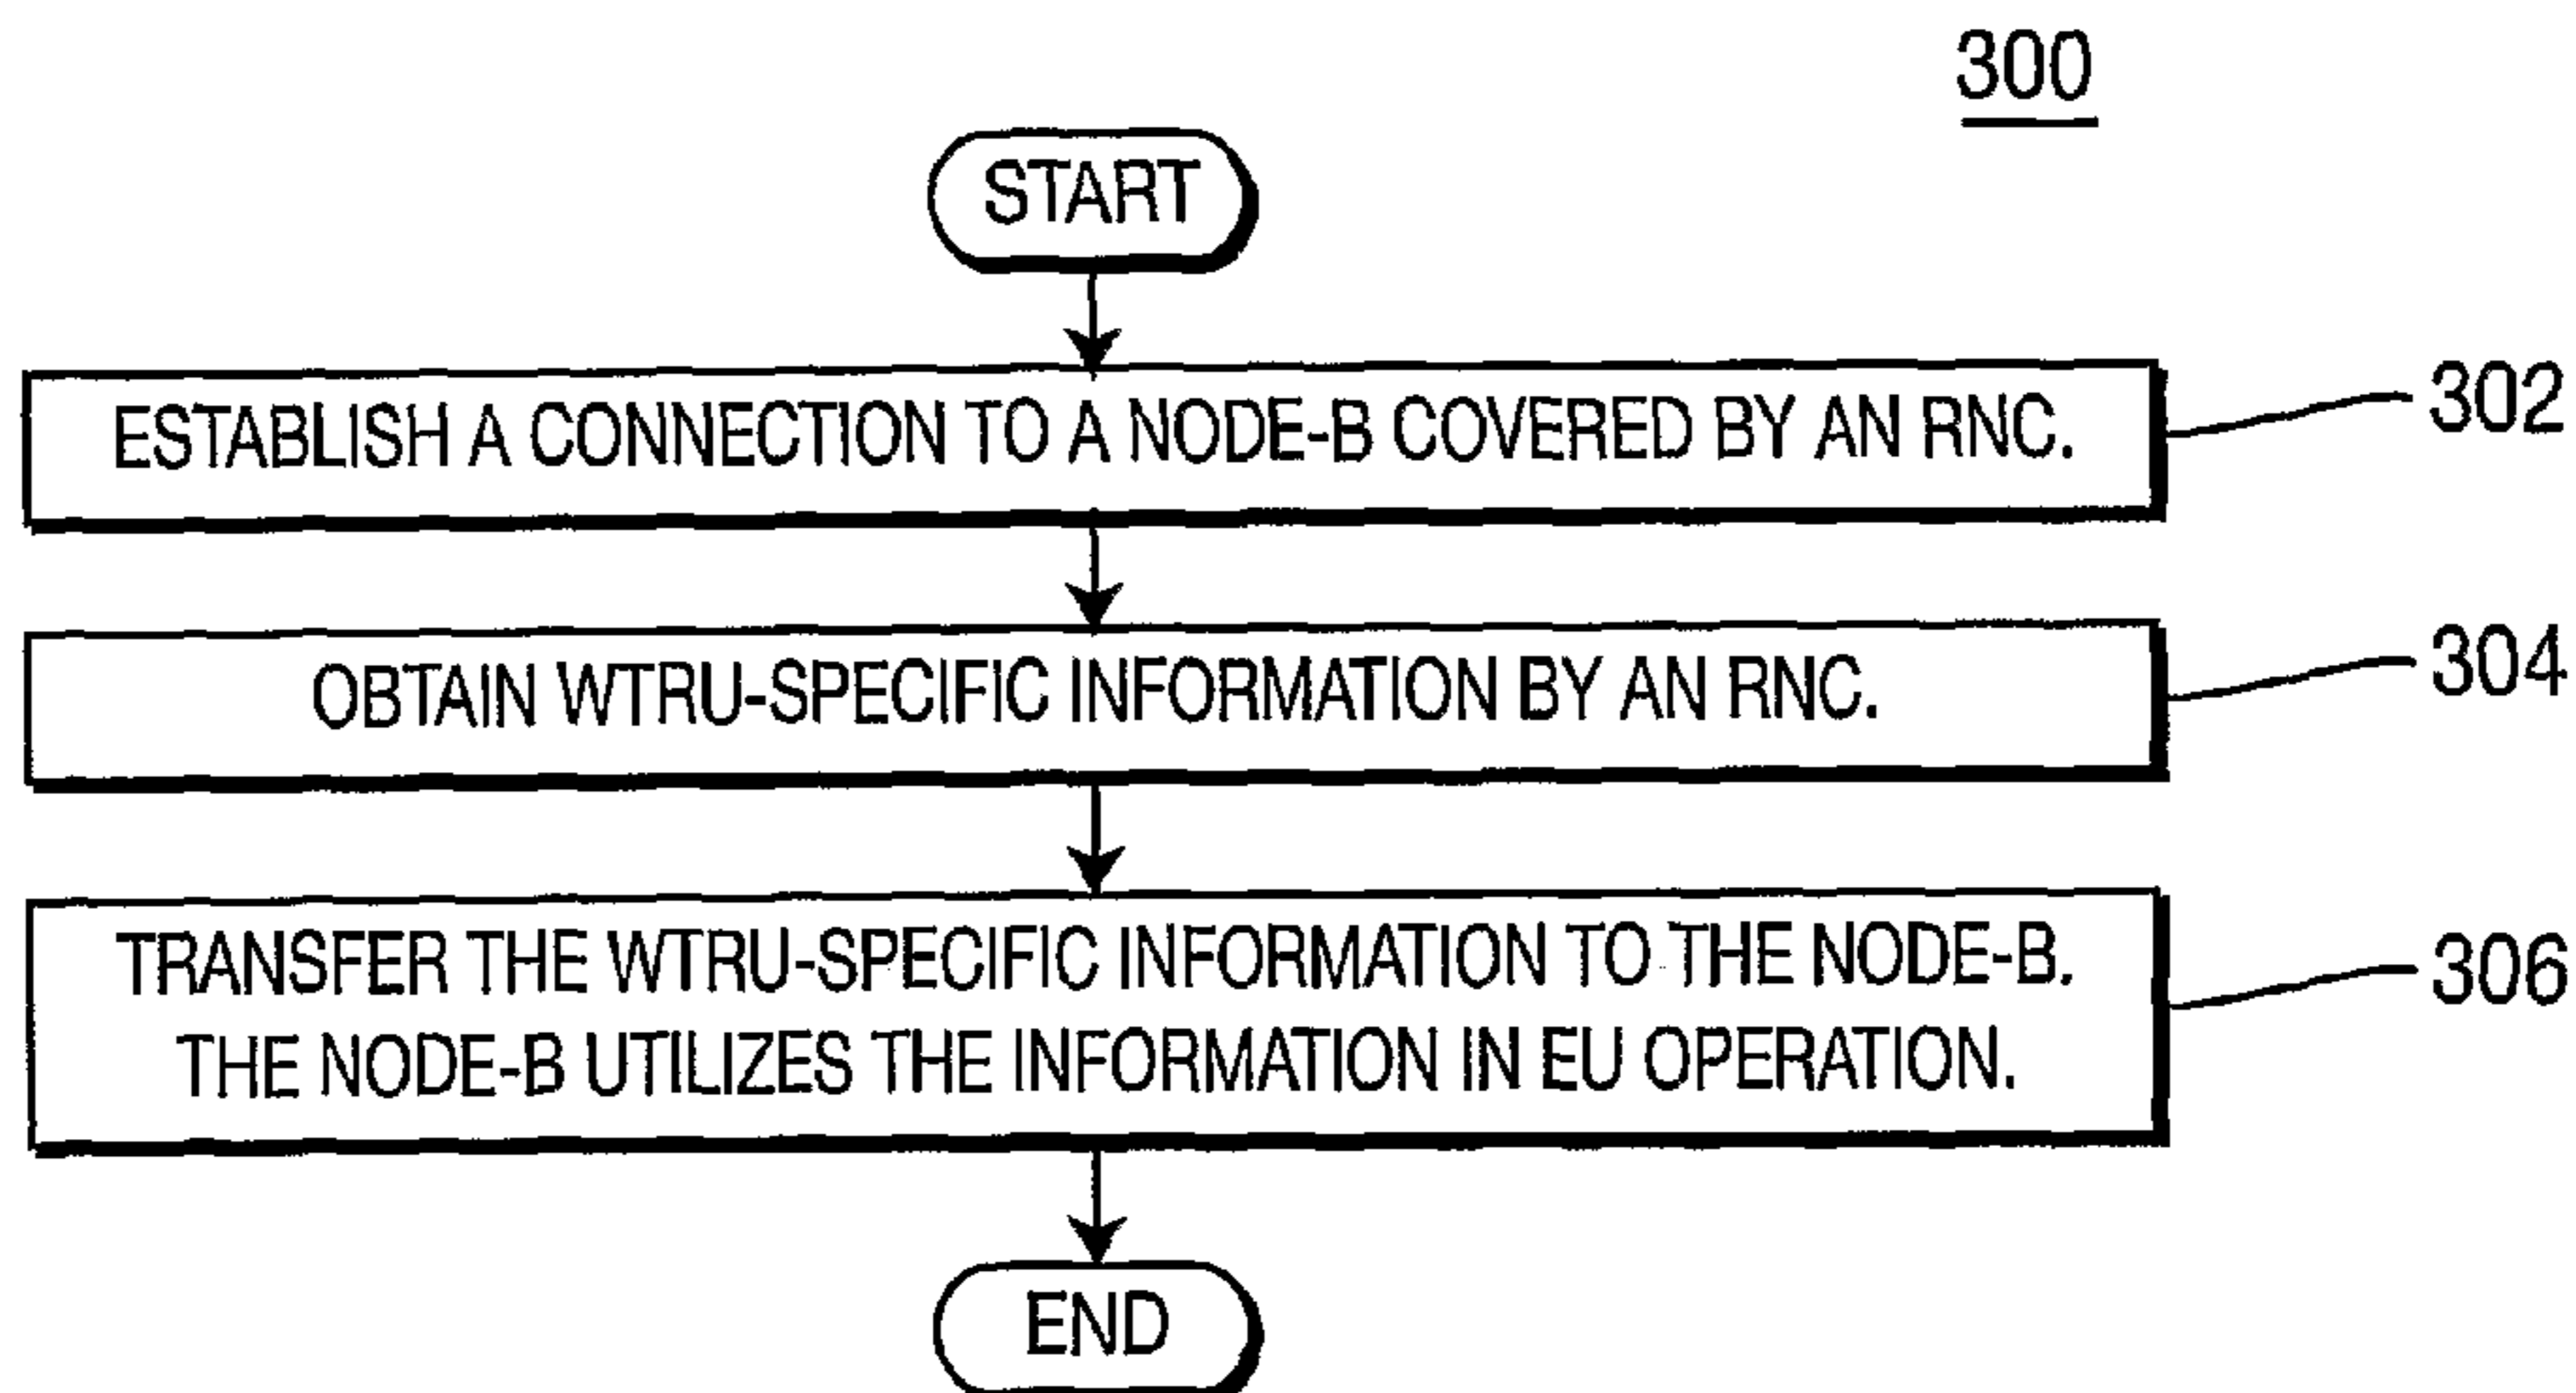 300
START
ESTABLISH A CONNECTION TO A NODE-B COVERED BY AN RNC.
302
OBTAIN WTRU-SPECIFIC INFORMATION BY AN RNC.
304
TRANSFER THE WTRU-SPECIFIC INFORMATION TO THE NODE-B.
THE NODE-B UTILIZES THE INFORMATION IN EU OPERATION.
306
END